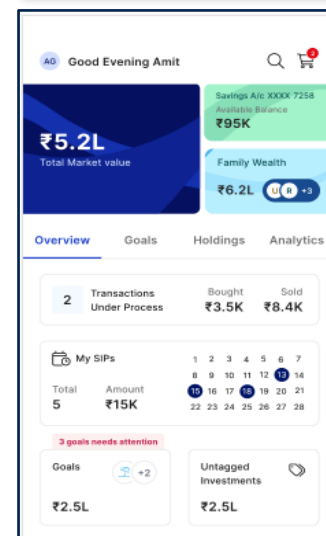 AG Good Evening Amit 2
₹5.2L
Total Market value
Savings A/c XXXX 7258
Available Balance
₹95K
Family Wealth
₹6.2L U R +3
Overview Goals Holdings Analytics
2 Transactions Under Process
Bought Sold
₹3.5K ₹8.4K
My SIPs
Total Amount
5 ₹15K
1 2 3 4 5 6 7
8 9 10 11 12 13 14
15 16 17 18 19 20 21
22 23 24 25 26 27 28
3 goals needs attention
Goals +2
₹2.5L
Untagged
Investments
₹2.5L